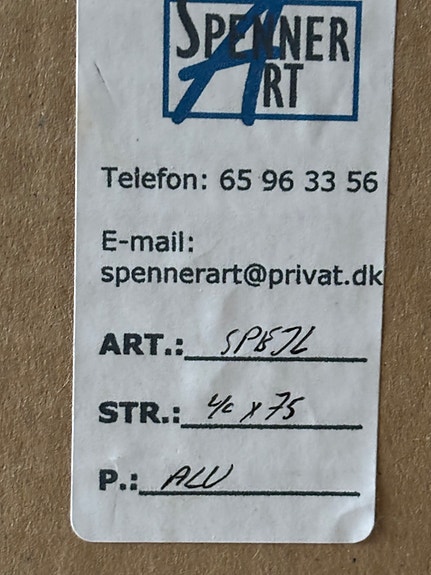 SPENNER
ART
Telefon: 65 96 33 56
E-mail:
spennerart@privat.dk
ART.: SPEJL
STR.: 40 x 75
P.: ALU